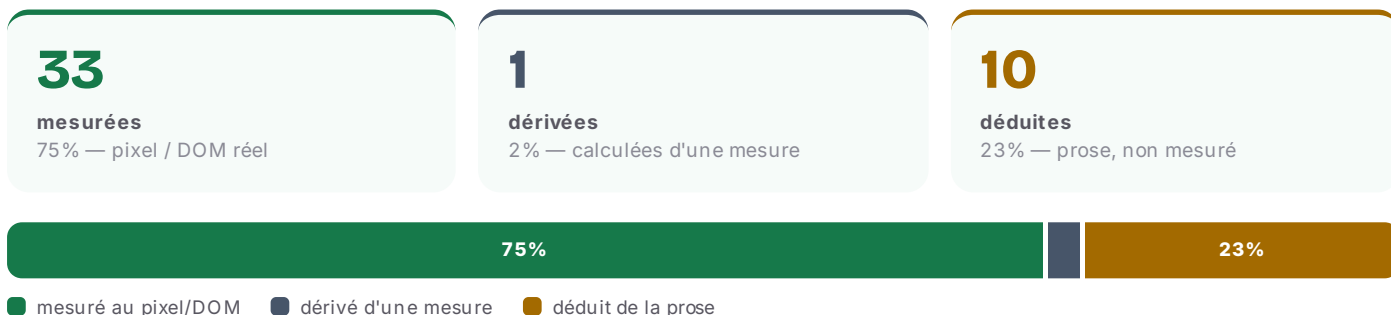 33
mesurées
75% — pixel / DOM réel
1
dérivées
2% — calculées d'une mesure
10
déduites
23% — prose, non mesuré
75%
23%
mesuré au pixel/DOM
dérivé d'une mesure
déduit de la prose